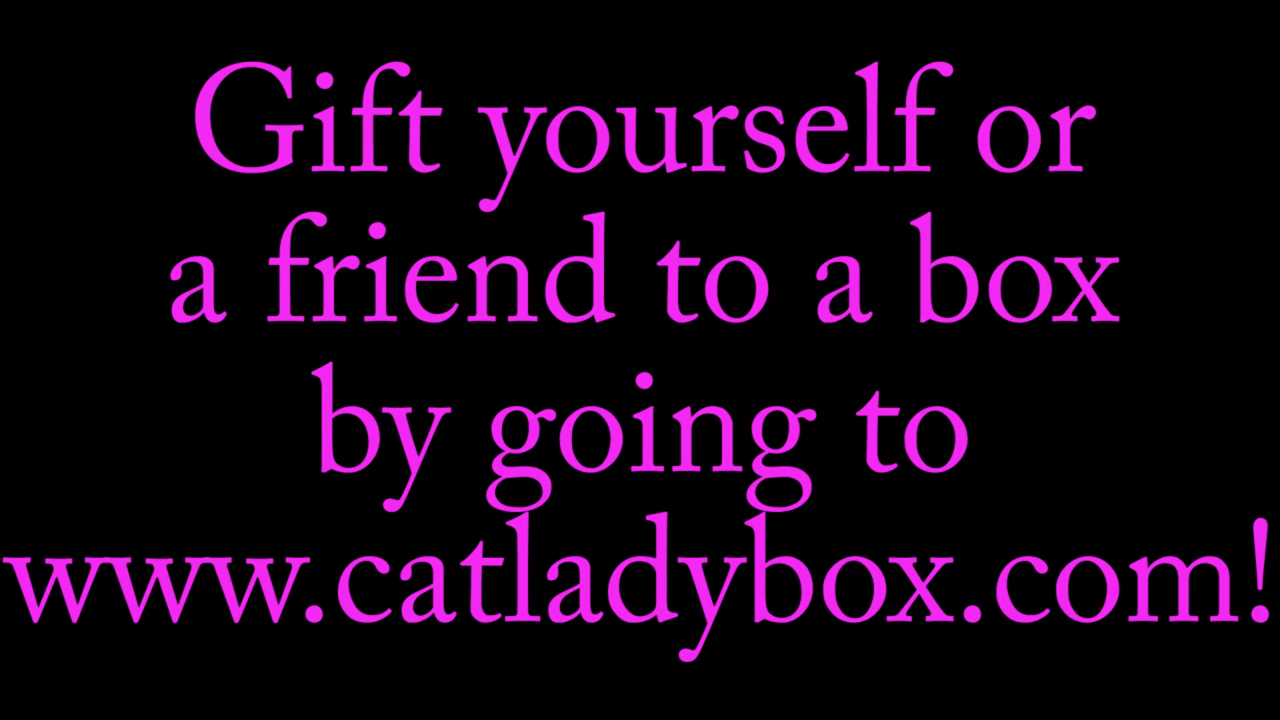 Gift yourself or
a friend to a box
by going to
www.catladybox.com!